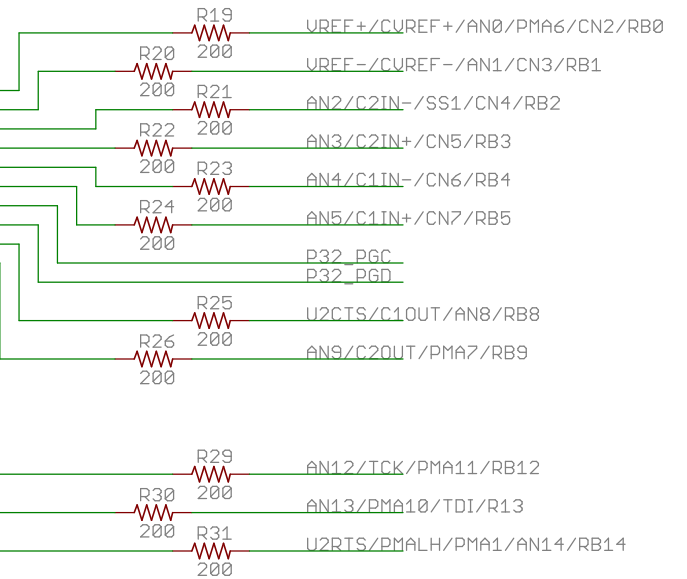 R19
VREF+/CVREF+/AN0/PMA6/CN2/RB0
200
R20
VREF-/CVREF-/AN1/CN3/RB1
200
R21
AN2/C2IN-/SS1/CN4/RB2
200
R22
AN3/C2IN+/CN5/RB3
200
R23
AN4/C1IN-/CN6/RB4
200
R24
AN5/C1IN+/CN7/RB5
200
P32_PGC
P32_PGD
R25
U2CTS/C1OUT/AN8/RB8
200
R26
AN9/C2OUT/PMA7/RB9
200
R29
AN12/TCK/PMA11/RB12
200
R30
AN13/PMA10/TDI/R13
200
R31
U2RTS/PMALH/PMA1/AN14/RB14
200